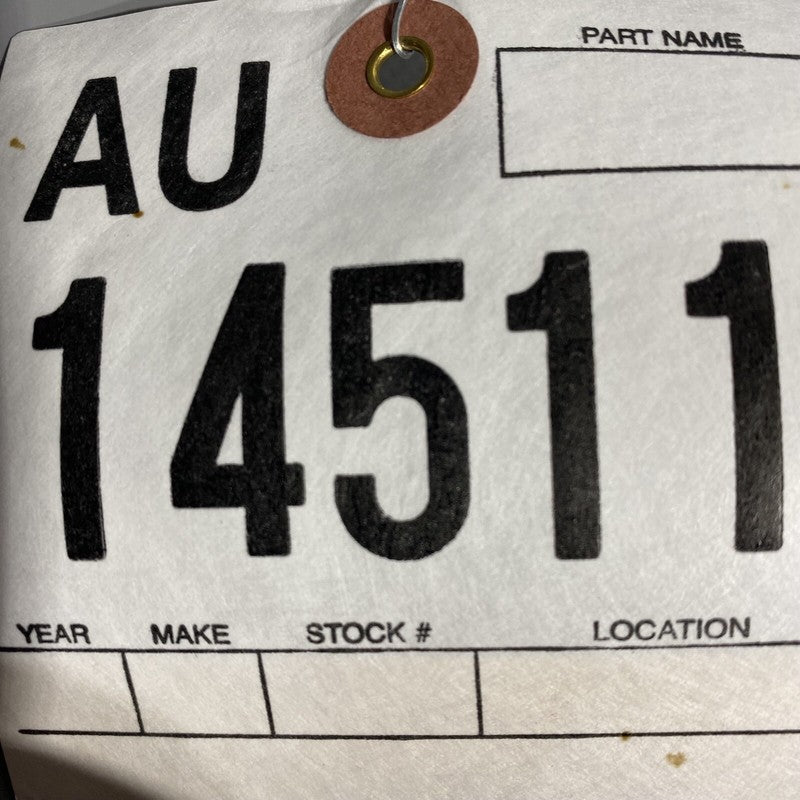 AU
PART NAME
14511
YEAR MAKE STOCK # LOCATION